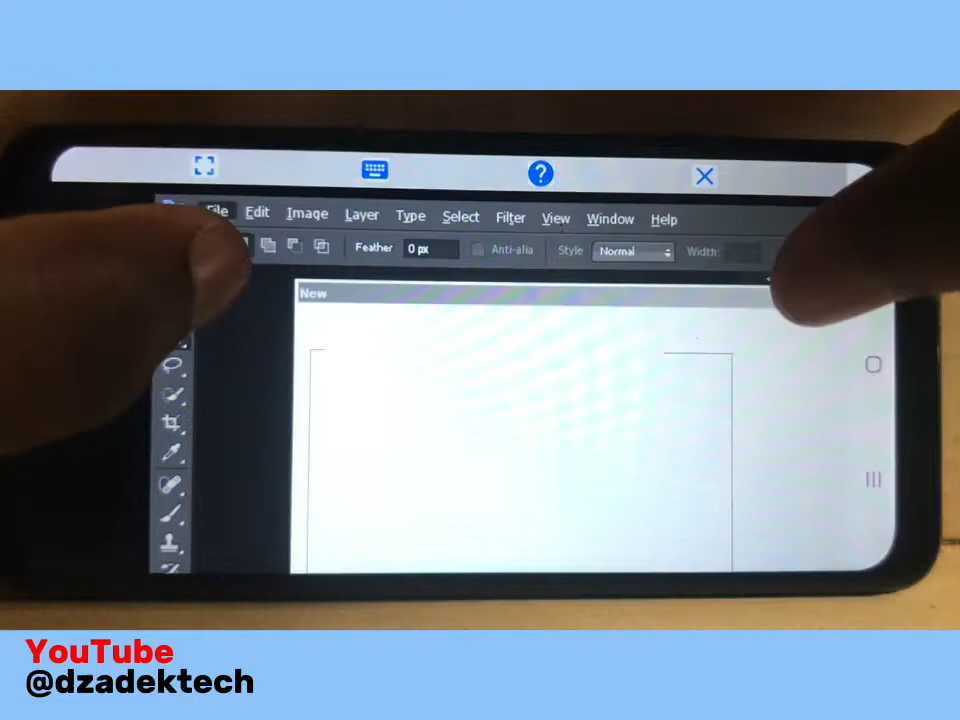 File Edit Image Layer Type Select Filter View Window Help
Feather 0 px Anti-alia Style Normal Width:
New
YouTube
@dzadektech